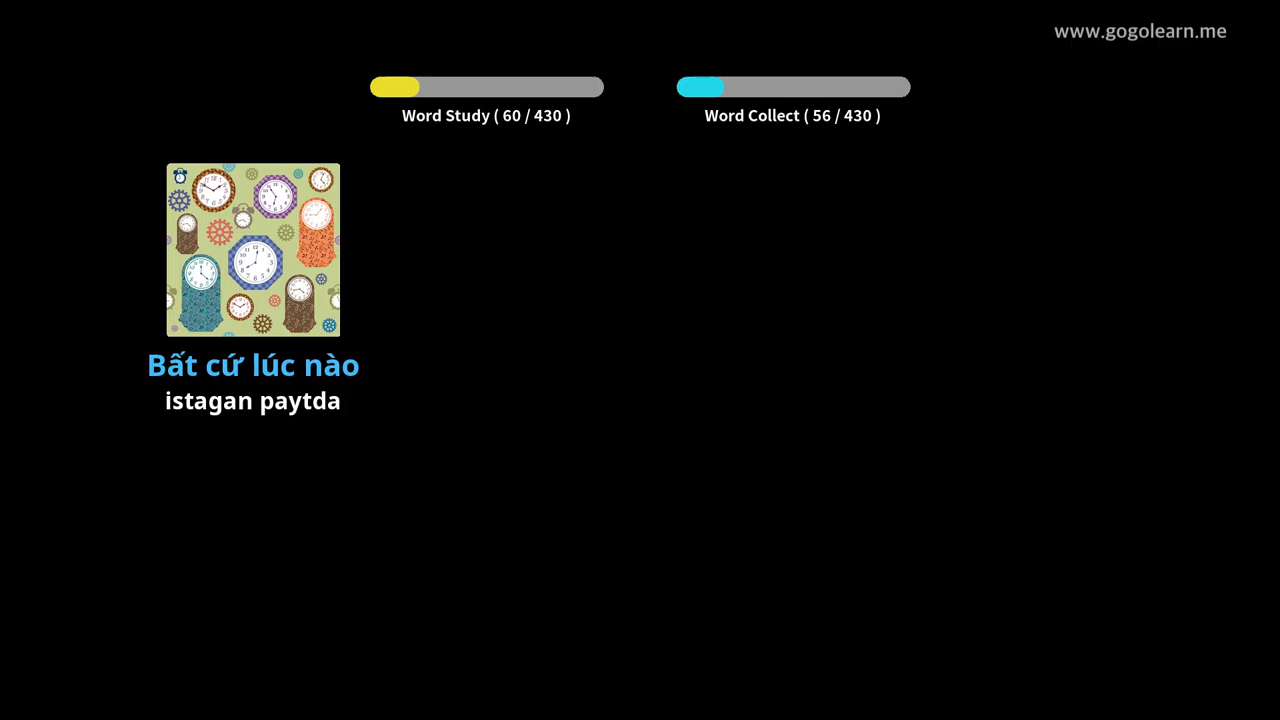 www.gogolearn.me
Word Study ( 60 / 430 )
Word Collect ( 56 / 430 )
Bất cứ lúc nào
istagan paytda